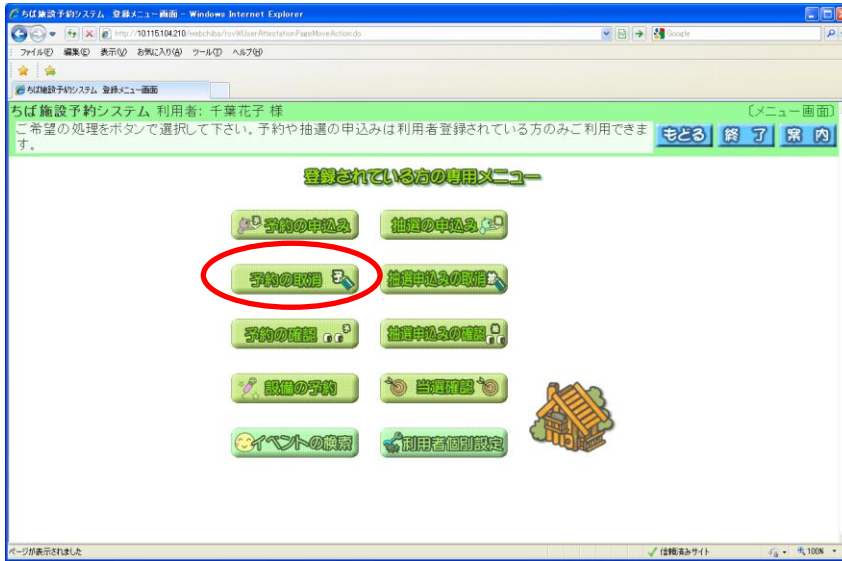 ちば施設予約システム 登録メニュー画面 - Windows Internet Explorer
http://10.115.104.210/webchiba/rsvWUserAttestationPageMoveAction.do
Google
ファイル(F) 編集(E) 表示(V) お気に入り(A) ツール(T) ヘルプ(H)
ちば施設予約システム 登録メニュー画面
ちば施設予約システム 利用者: 千葉花子 様
〔メニュー画面〕
ご希望の処理をボタンで選択して下さい。予約や抽選の申込みは利用者登録されている方のみご利用できま
す。
もどる 終 了 案 内
登録されている方の専用メニュー
予約の申込み 抽選の申込み
予約の取消 抽選申込みの取消
予約の確認 抽選申込みの確認
設備の予約 当選確認
イベントの検索 利用者個別設定
ページが表示されました
信頼済みサイト
100%